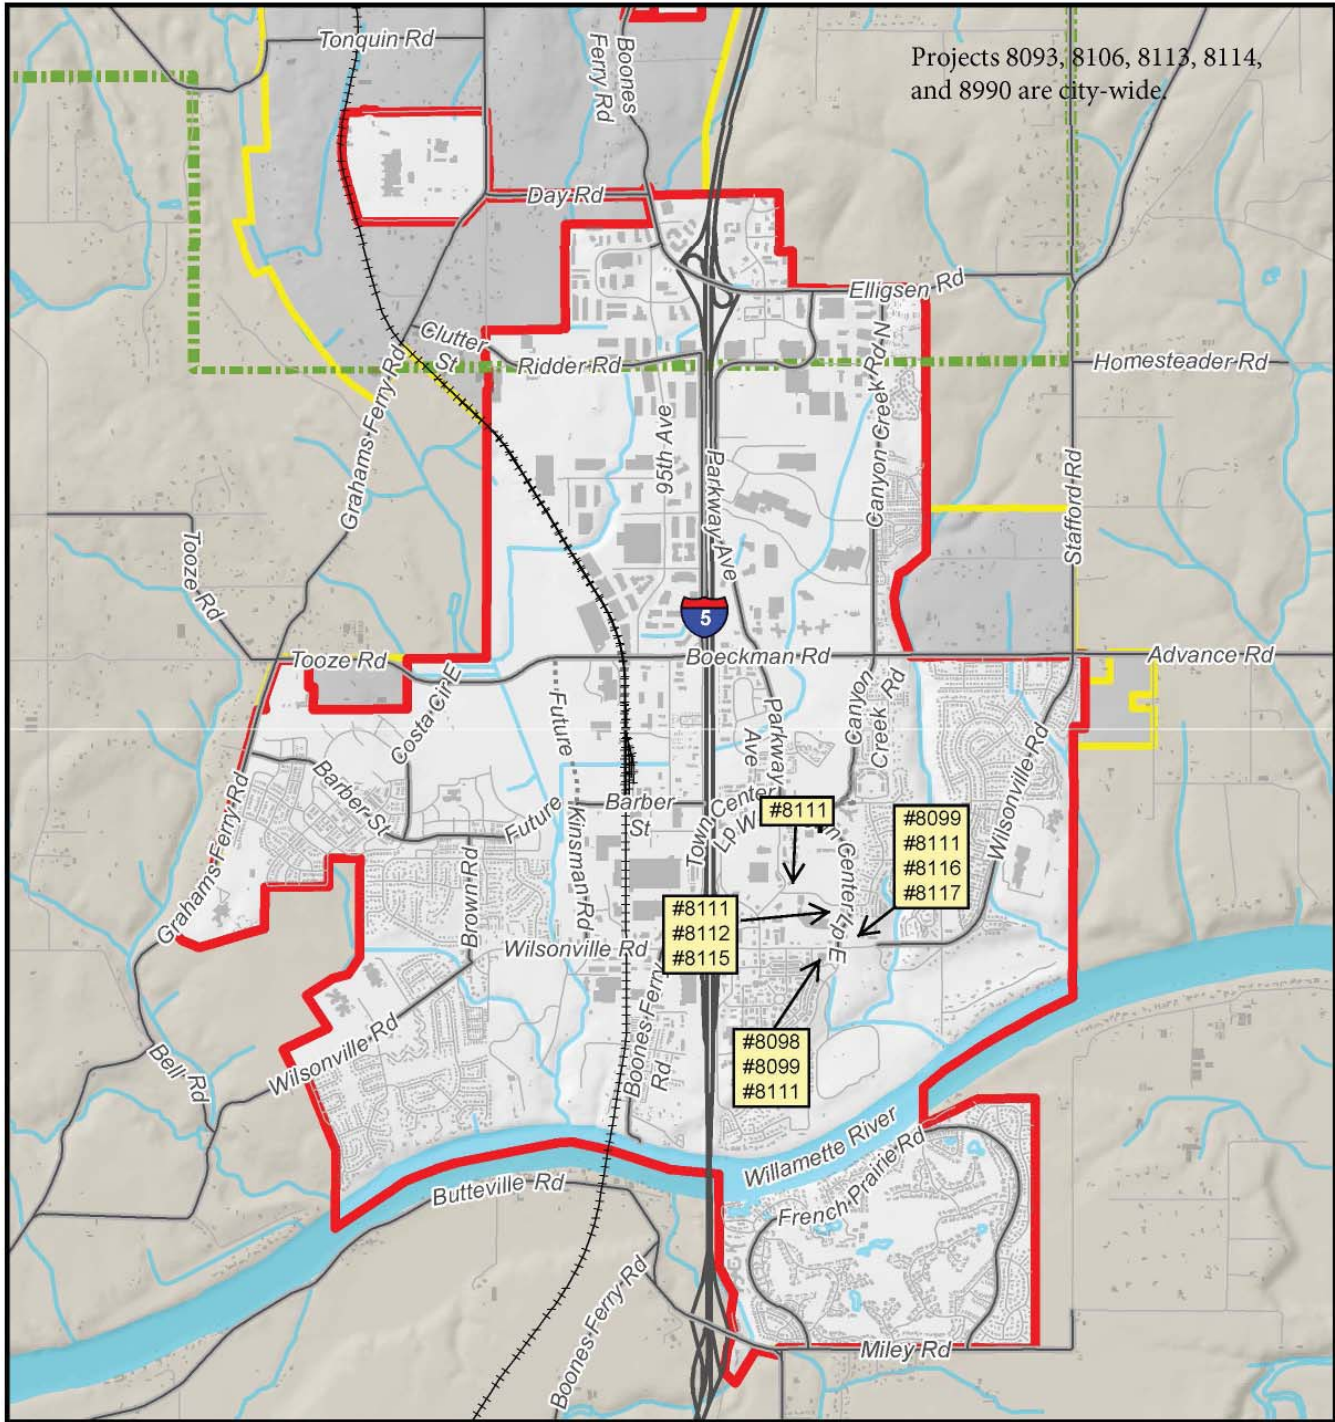 Tonquin Rd
Boones
Ferry Rd
Projects 8093, 8106, 8113, 8114,
and 8990 are city-wide.
Day Rd
Elligsen Rd
Clutter
St
Ridder Rd
Homesteader Rd
Grahams Ferry Rd
95th Ave
Parkway Ave
Canyon Creek Rd N
Stafford Rd
Tooze Rd
5
Tooze Rd
Boeckman Rd
Advance Rd
Costa Cir E
Future
Canyon
Creek Rd
Parkway
Ave
Wilsonville Rd
Grahams Ferry Rd
Barber St
Future
Barber
St
Kinsman Rd
Town Center
Lp W
#8111
Center Lp E
#8099
#8111
#8116
#8117
Brown Rd
#8111
#8112
#8115
Wilsonville Rd
Boones Ferry
Rd
#8098
#8099
#8111
Bell Rd
Wilsonville Rd
Willamette River
French Prairie Rd
Butteville Rd
Boones Ferry Rd
Miley Rd